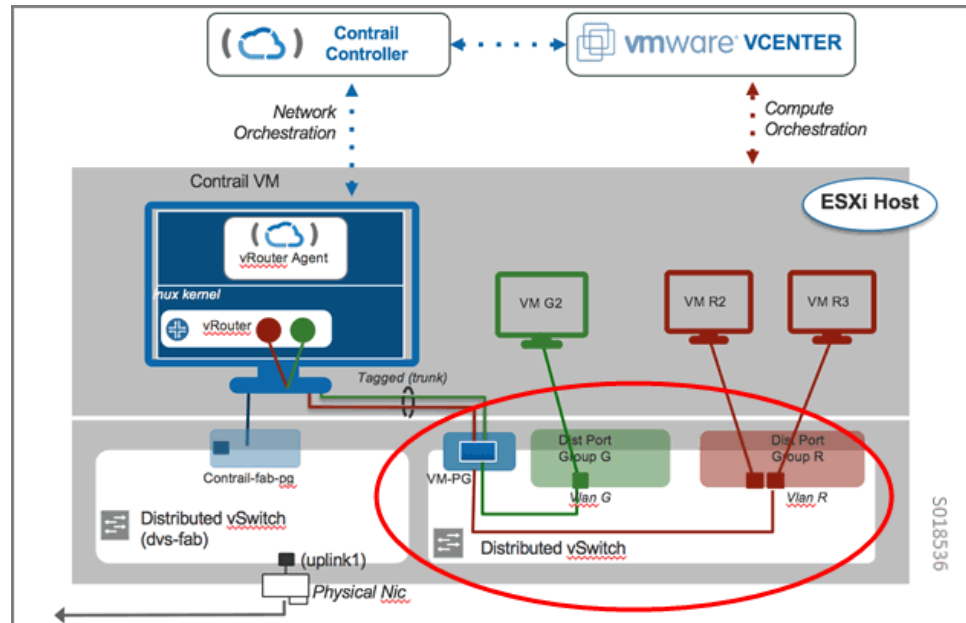 Contrail
Controller
vmware® VCENTER
Network
Orchestration
Compute
Orchestration
Contrail VM
ESXi Host
vRouter Agent
inux kernel
vRouter
VM G2
VM R2
VM R3
Tagged (trunk)
Dist Port
Group G
Dist Port
Group R
Contrail-fab-pg
VM-PG
Vlan G
Vlan R
Distributed vSwitch
(dvs-fab)
Distributed vSwitch
(uplink1)
Physical Nic
S018536